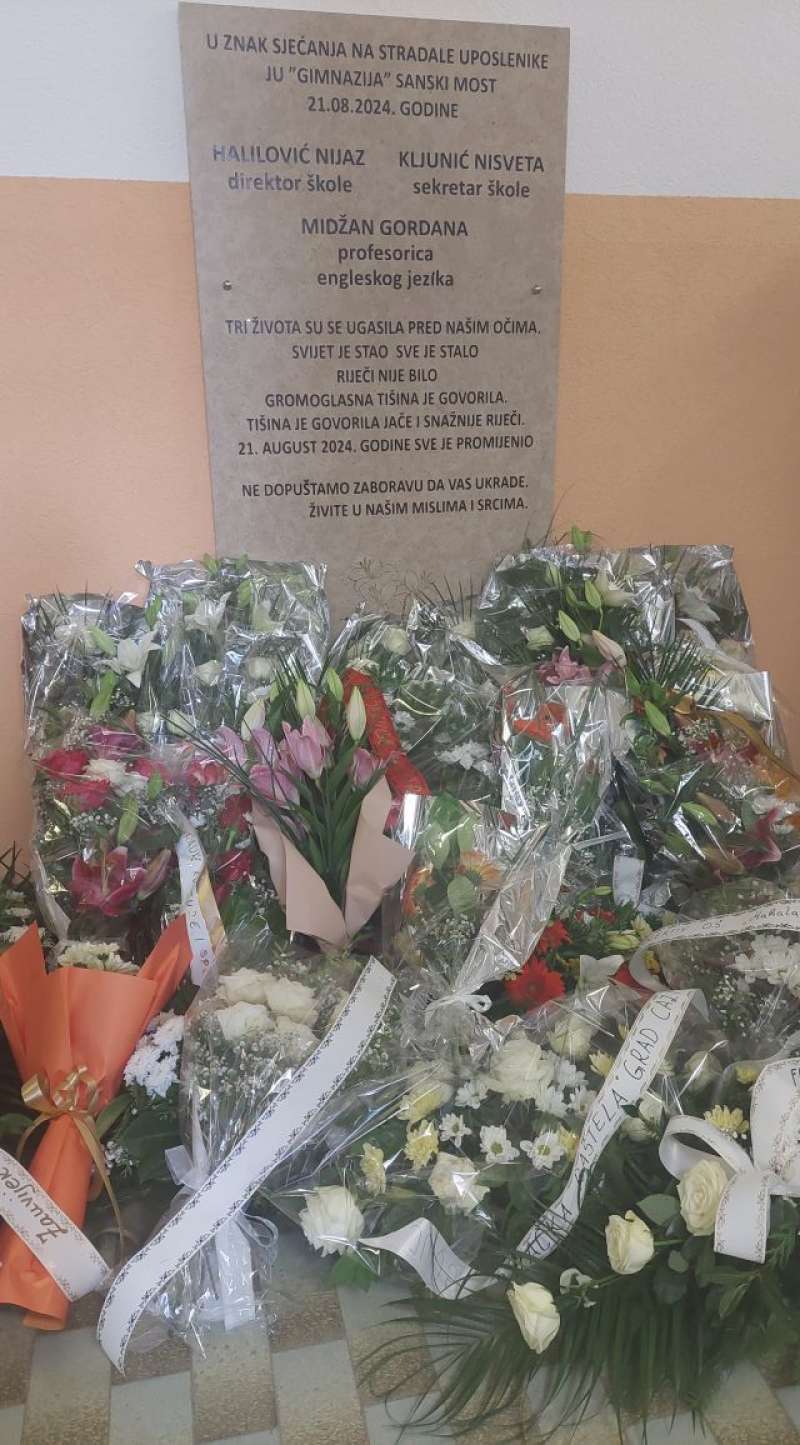 U ZNAK SJEĆANJA NA STRADALE UPOSLENIKE
JU "GIMNAZIJA" SANSKI MOST
21.08.2024. GODINE
HALILOVIĆ NIJAZ
direktor škole
KLJUNIĆ NISVETA
sekretar škole
MIDŽAN GORDANA
profesorica
engleskog jezika
TRI ŽIVOTA SU SE UGASILA PRED NAŠIM OČIMA.
SVIJET JE STAO SVE JE STALO
RIJEČI NIJE BILO
GROMOGLASNA TIŠINA JE GOVORILA.
TIŠINA JE GOVORILA JAČE I SNAŽNIJE RIJEČI.
21. AUGUST 2024. GODINE SVE JE PROMIJENIO
NE DOPUŠTAMO ZABORAVU DA VAS UKRADE.
ŽIVITE U NAŠIM MISLIMA I SRCIMA.
Zauvijek
GRAD